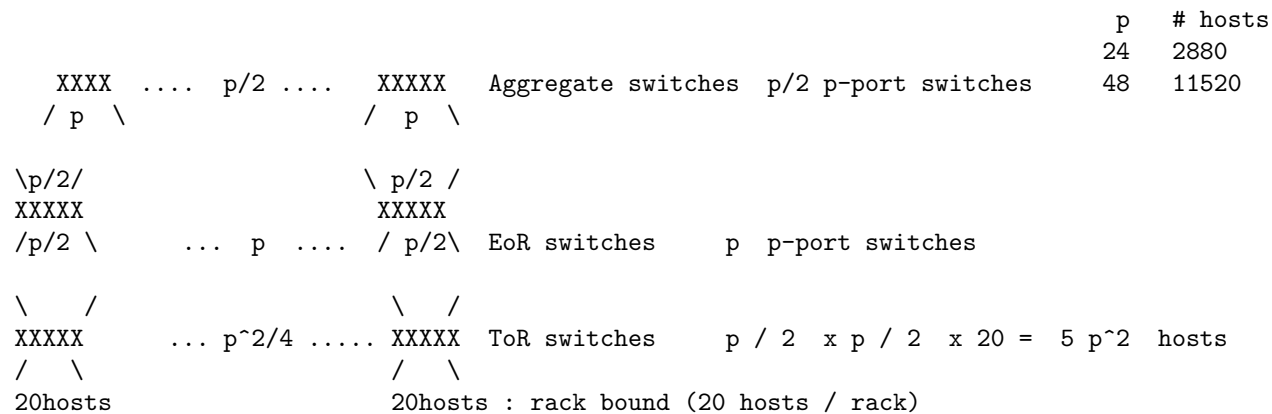 p # hosts
24 2880
XXXX .... p/2 .... XXXXX Aggregate switches p/2 p-port switches 48 11520
/ p \ / p \
\p/2/ \ p/2 /
XXXXX XXXXX
/p/2 \ ... p .... / p/2\ EoR switches p p-port switches
\ / \ /
XXXXX ... p^2/4 ..... XXXXX ToR switches p / 2 x p / 2 x 20 = 5 p^2 hosts
/ \ / \
20hosts 20hosts : rack bound (20 hosts / rack)